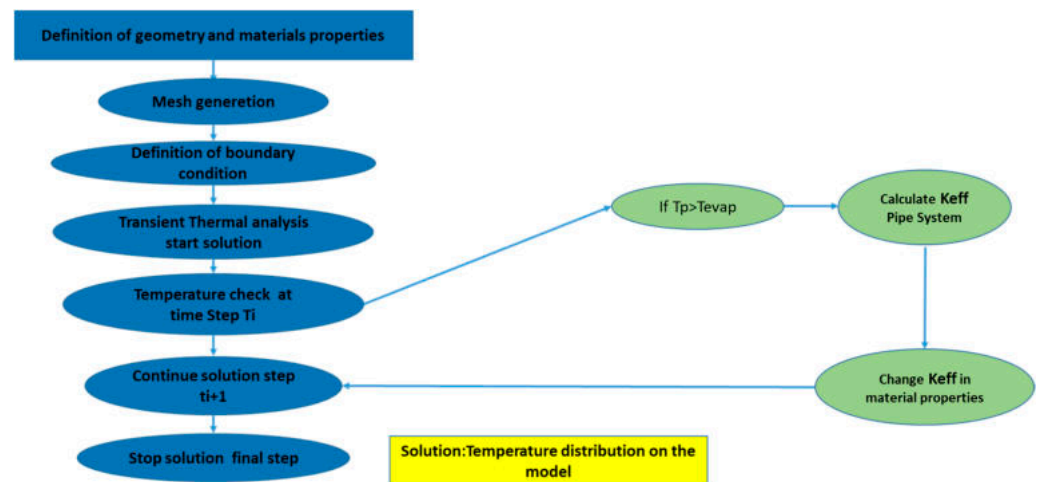 Definition of geometry and materials properties
Mesh generetion
Definition of boundary
condition
Transient Thermal analysis
start solution
Temperature check at
time Step Ti
Continue solution step
ti+1
Stop solution final step
If Tp>Tevap
Calculate Keff
Pipe System
Change Keff in
material properties
Solution:Temperature distribution on the
model